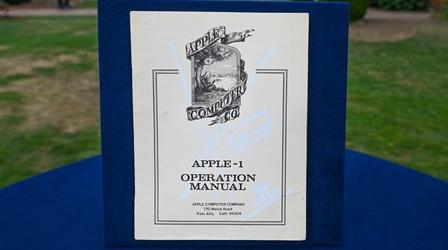 APPLE
COMPUTER
CO
APPLE-1
OPERATION
MANUAL
APPLE COMPUTER COMPANY
770 Welch Road
Palo Alto, Calif. 94304